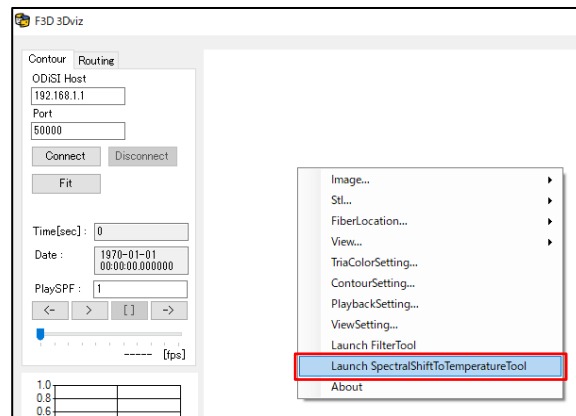 F3D 3Dviz
Contour Routing
ODiSI Host
192.168.1.1
Port
50000
Connect Disconnect
Fit
Time[sec] : 0
Date : 1970-01-01
00:00:00.000000
PlaySPF : 1
<- > [ ] ->
----- [fps]
1.0
0.8
0.6
Image...
Stl...
FiberLocation...
View...
TriaColorSetting...
ContourSetting...
PlaybackSetting...
ViewSetting...
Launch FilterTool
Launch SpectralShiftToTemperatureTool
About